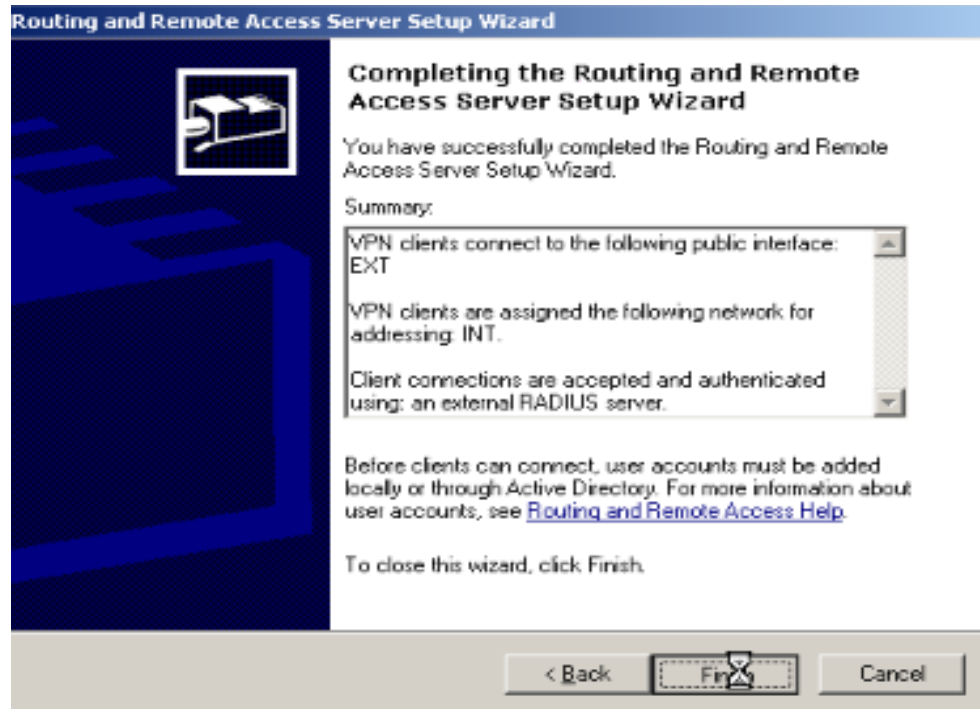 Routing and Remote Access Server Setup Wizard
Completing the Routing and Remote
Access Server Setup Wizard
You have successfully completed the Routing and Remote
Access Server Setup Wizard.
Summary:
VPN clients connect to the following public interface:
EXT
VPN clients are assigned the following network for
addressing: INT.
Client connections are accepted and authenticated
using: an external RADIUS server.
Before clients can connect, user accounts must be added
locally or through Active Directory. For more information about
user accounts, see Routing and Remote Access Help.
To close this wizard, click Finish.
< Back
Finish
Cancel